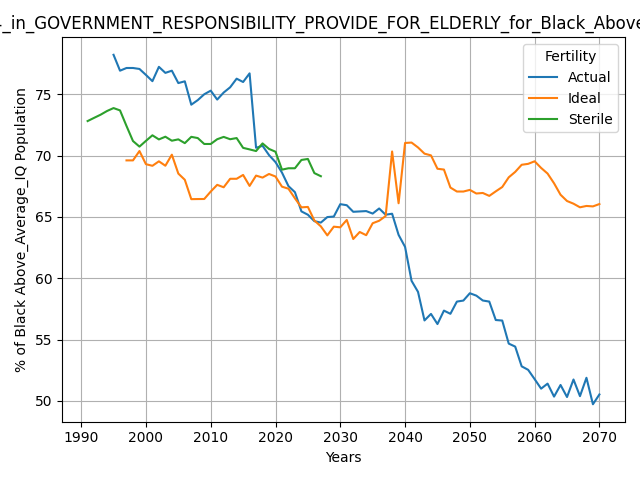 _in_GOVERNMENT_RESPONSIBILITY_PROVIDE_FOR_ELDERLY_for_Black_Above
Fertility
Actual
Ideal
Sterile
% of Black Above_Average_IQ Population
75
70
65
60
55
50
1990 2000 2010 2020 2030 2040 2050 2060 2070
Years